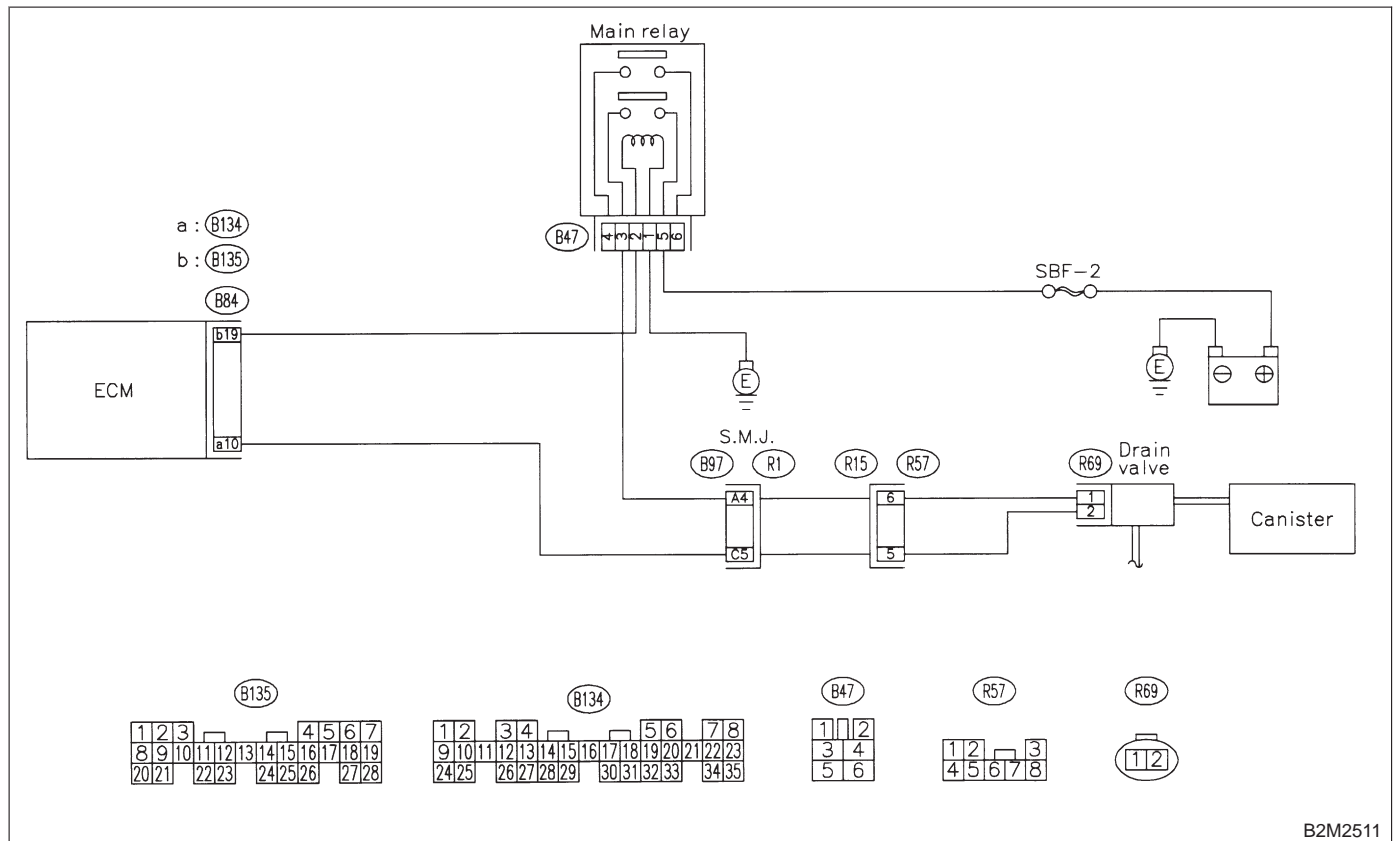 Main relay
B47
4 3 2 1 5 6
a : B134
b : B135
B84
ECM
b19
a10
SBF-2
E
E
⊖ ⊕
S.M.J.
B97 R1 R15 R57 R69
Drain
valve
A4
C5
6
5
1
2
Canister
B135
1 2 3 4 5 6 7
8 9 10 11 12 13 14 15 16 17 18 19
20 21 22 23 24 25 26 27 28
B134
1 2 3 4 5 6 7 8
9 10 11 12 13 14 15 16 17 18 19 20 21 22 23
24 25 26 27 28 29 30 31 32 33 34 35
B47
1 2
3 4
5 6
R57
1 2 3
4 5 6 7 8
R69
1 2
B2M2511